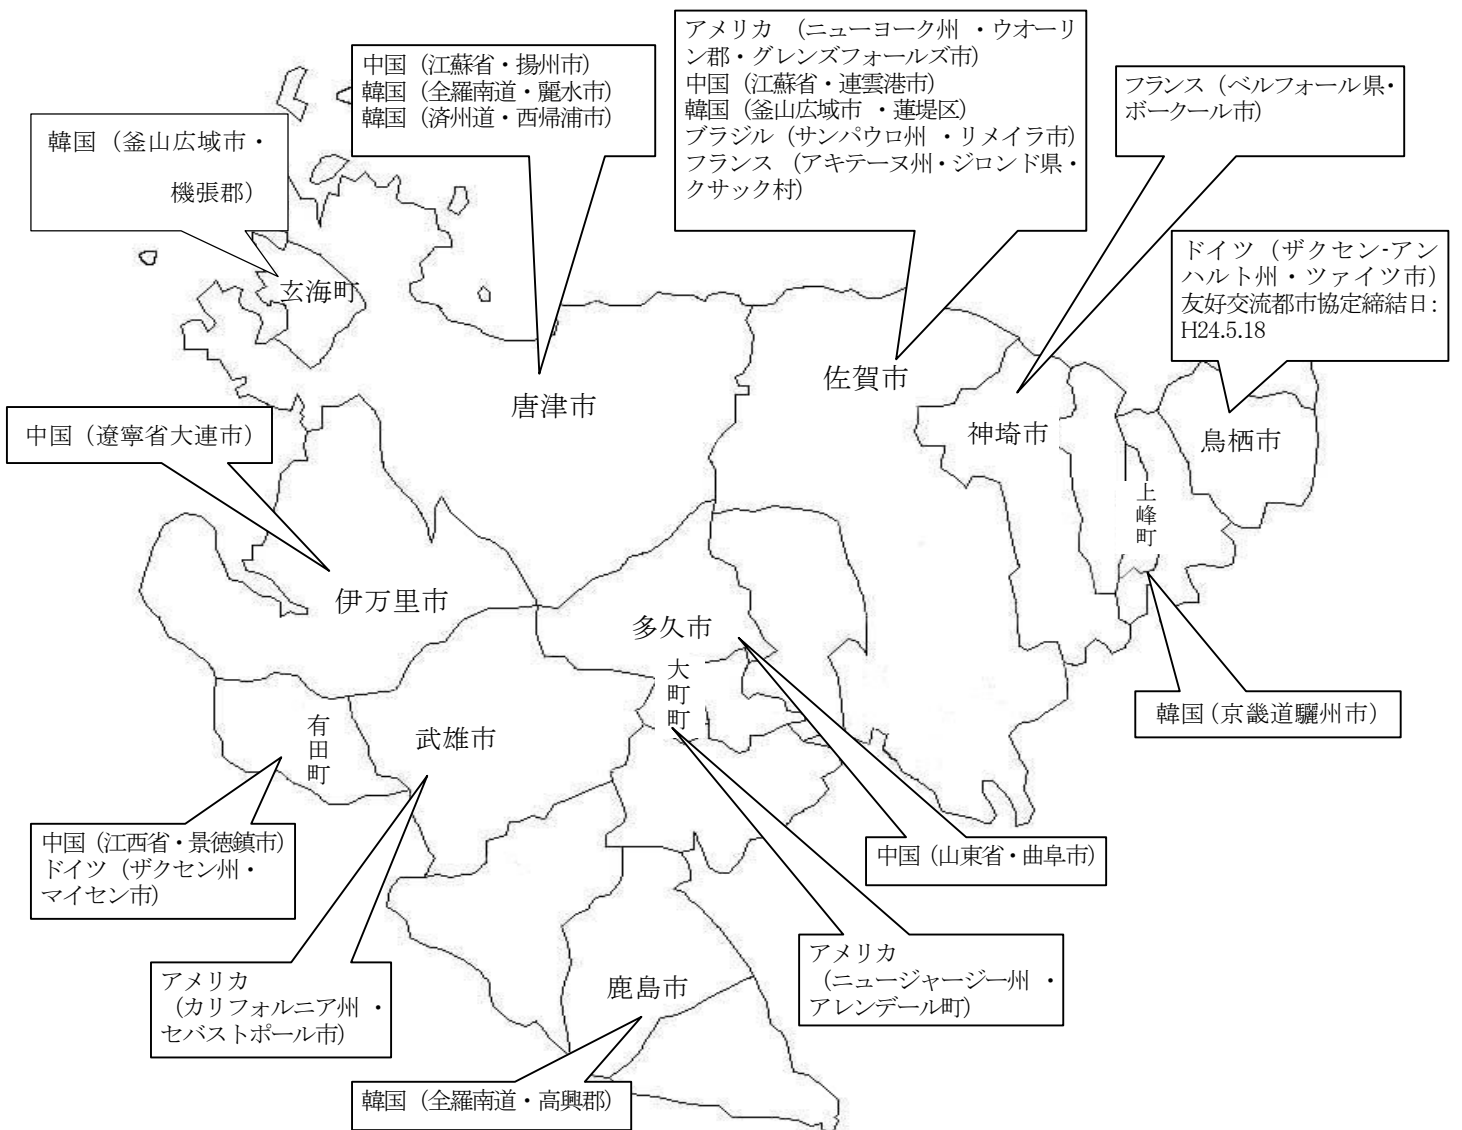 アメリカ （ニューヨーク州 ・ウオーリ
ン郡・グレンズフォールズ市）
中国（江蘇省・連雲港市）
韓国（釜山広域市 ・蓮堤区）
ブラジル（サンパウロ州 ・リメイラ市）
フランス （アキテーヌ州・ジロンド県・
クサック村）
中国（江蘇省・揚州市）
韓国（全羅南道・麗水市）
韓国（済州道・西帰浦市）
フランス（ベルフォール県・
ボークール市）
韓国（釜山広域市・
機張郡）
ドイツ（ザクセン-アン
ハルト州・ツァイツ市）
友好交流都市協定締結日:
H24.5.18
玄海町
唐津市
佐賀市
神埼市
鳥栖市
上峰町
中国（遼寧省大連市）
伊万里市
多久市
大町町
韓国（京畿道驪州市）
有田町
武雄市
中国（江西省・景徳鎮市）
ドイツ（ザクセン州・
マイセン市）
中国（山東省・曲阜市）
アメリカ
（カリフォルニア州 ・
セバストポール市）
アメリカ
（ニュージャージー州 ・
アレンデール町）
鹿島市
韓国（全羅南道・高興郡）